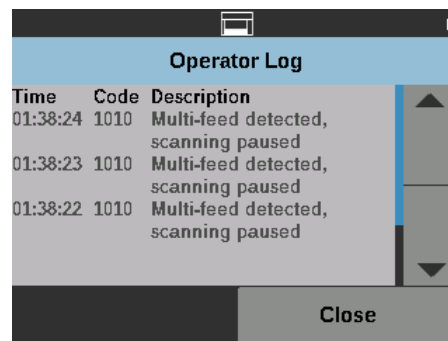 Operator Log
Time Code Description
01:38:24 1010 Multi-feed detected,
scanning paused
01:38:23 1010 Multi-feed detected,
scanning paused
01:38:22 1010 Multi-feed detected,
scanning paused
Close